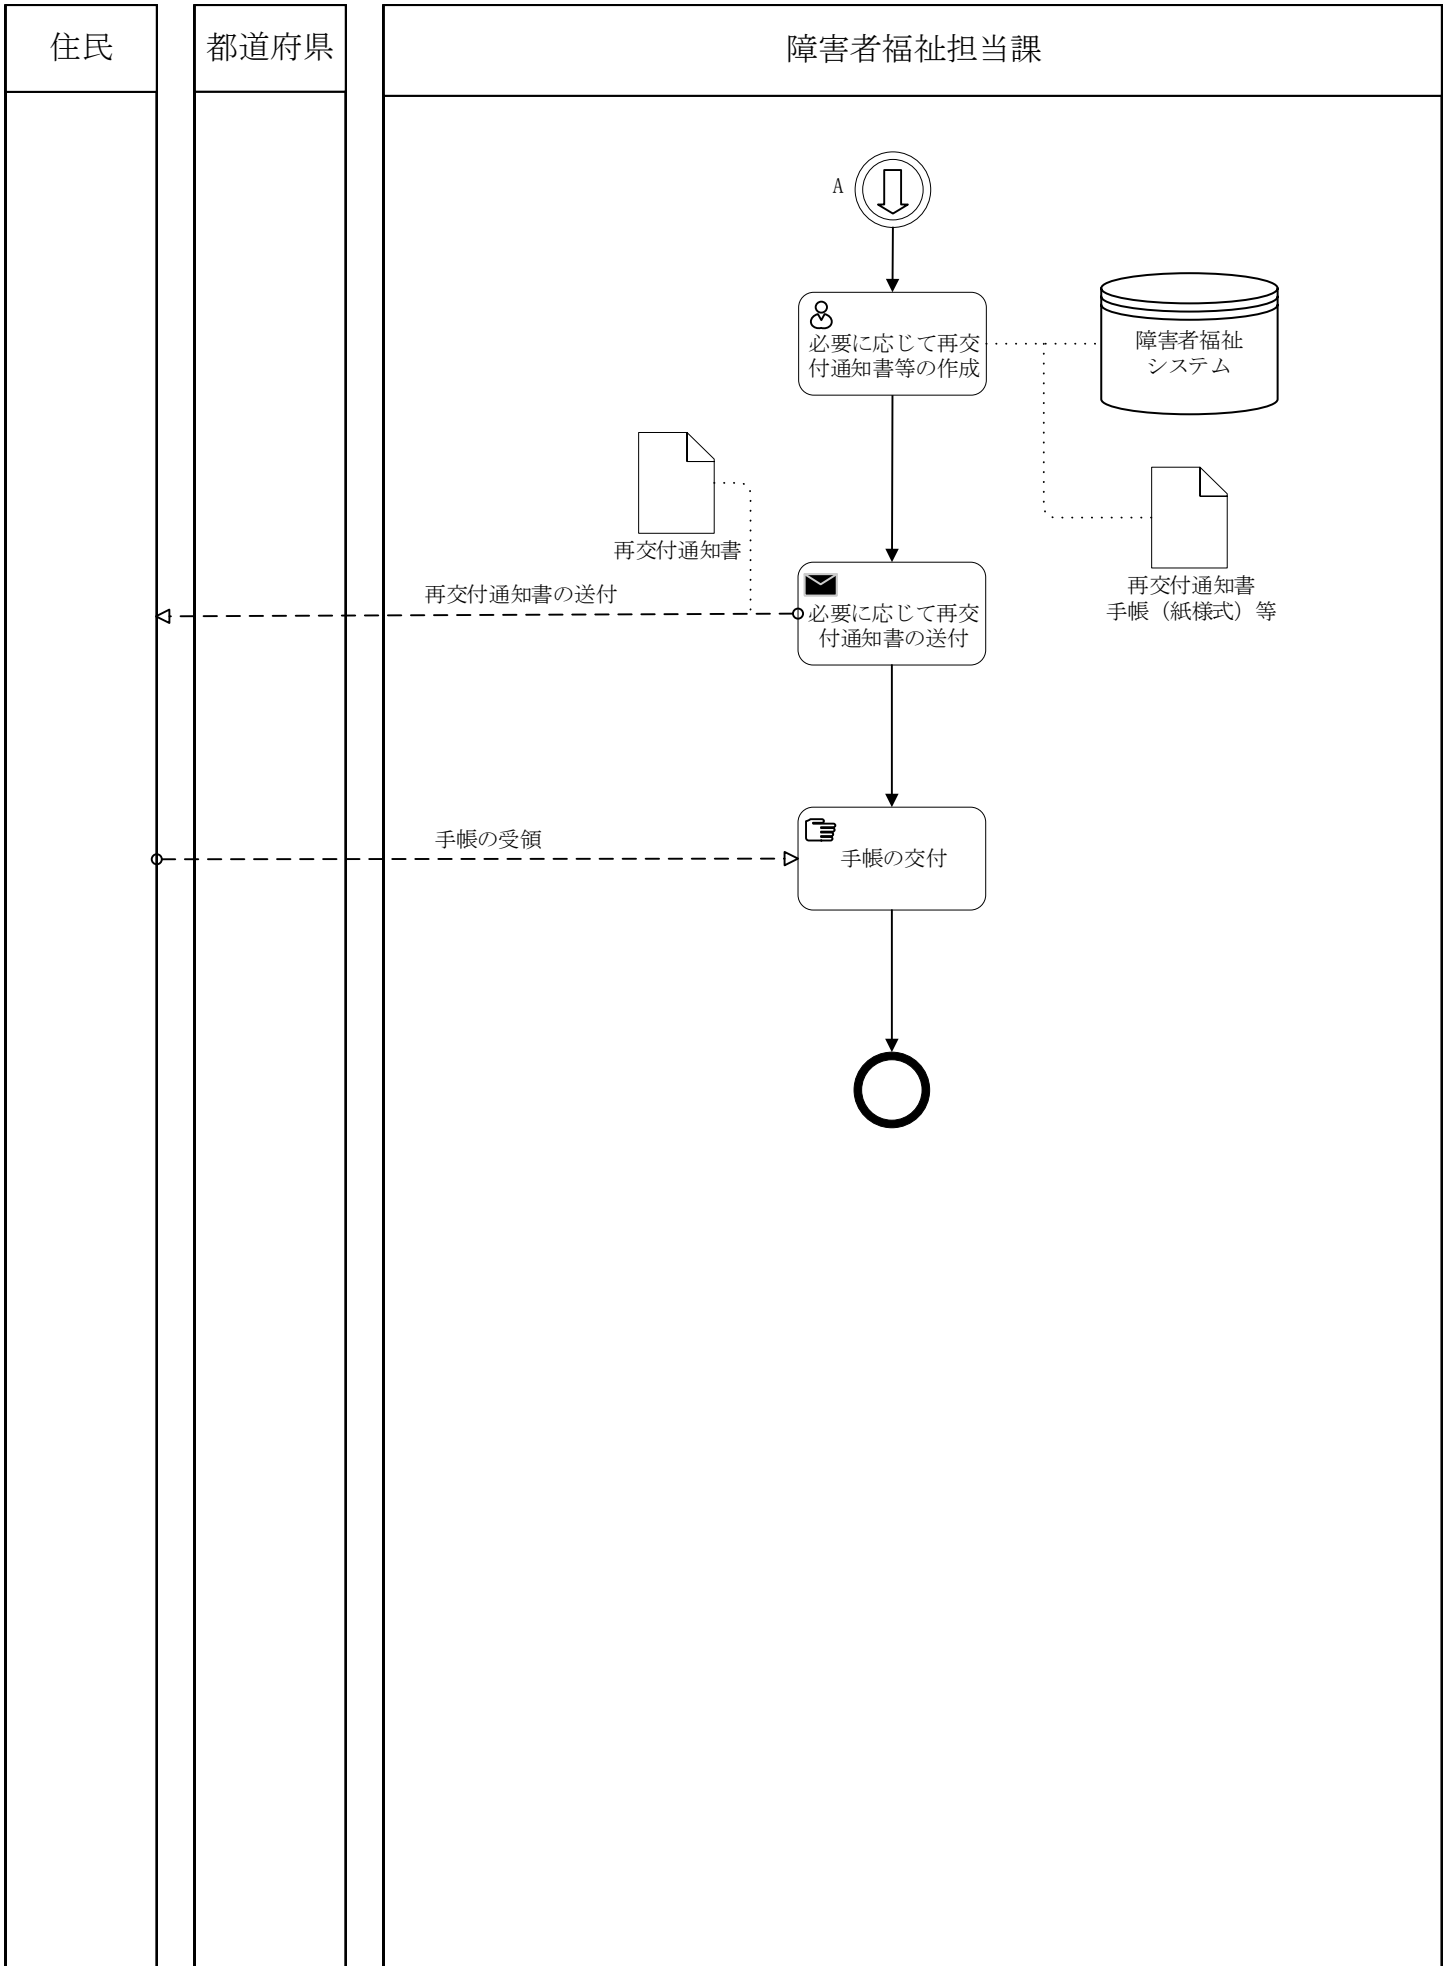 住民
都道府県
障害者福祉担当課
A
必要に応じて再交
付通知書等の作成
障害者福祉
システム
再交付通知書
再交付通知書
手帳（紙様式）等
再交付通知書の送付
必要に応じて再交
付通知書の送付
手帳の受領
手帳の交付